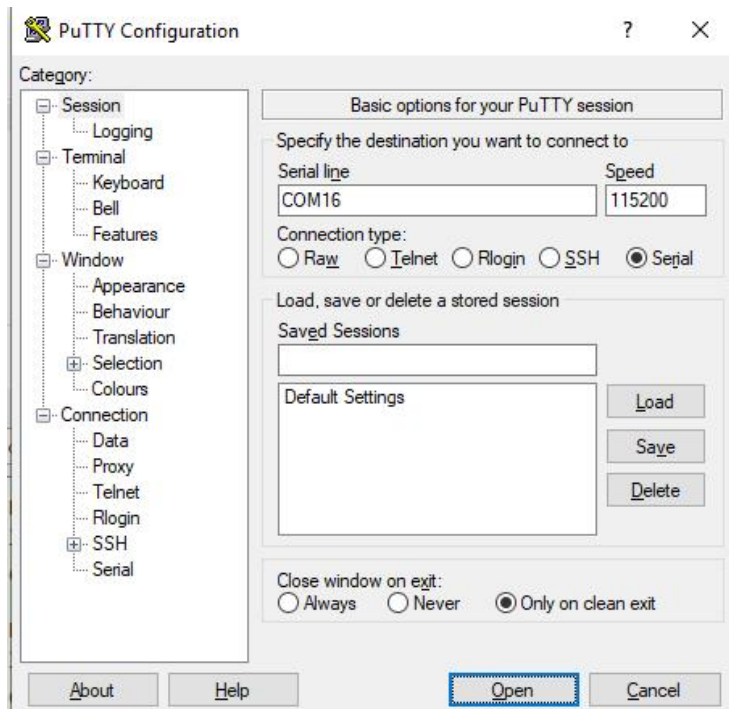 PuTTY Configuration ? X
Category:
Session
Logging
Terminal
Keyboard
Bell
Features
Window
Appearance
Behaviour
Translation
Selection
Colours
Connection
Data
Proxy
Telnet
Rlogin
SSH
Serial
Basic options for your PuTTY session
Specify the destination you want to connect to
Serial line Speed
COM16 115200
Connection type:
Raw Telnet Rlogin SSH Serial
Load, save or delete a stored session
Saved Sessions
Default Settings
Load
Save
Delete
Close window on exit:
Always Never Only on clean exit
About Help Open Cancel